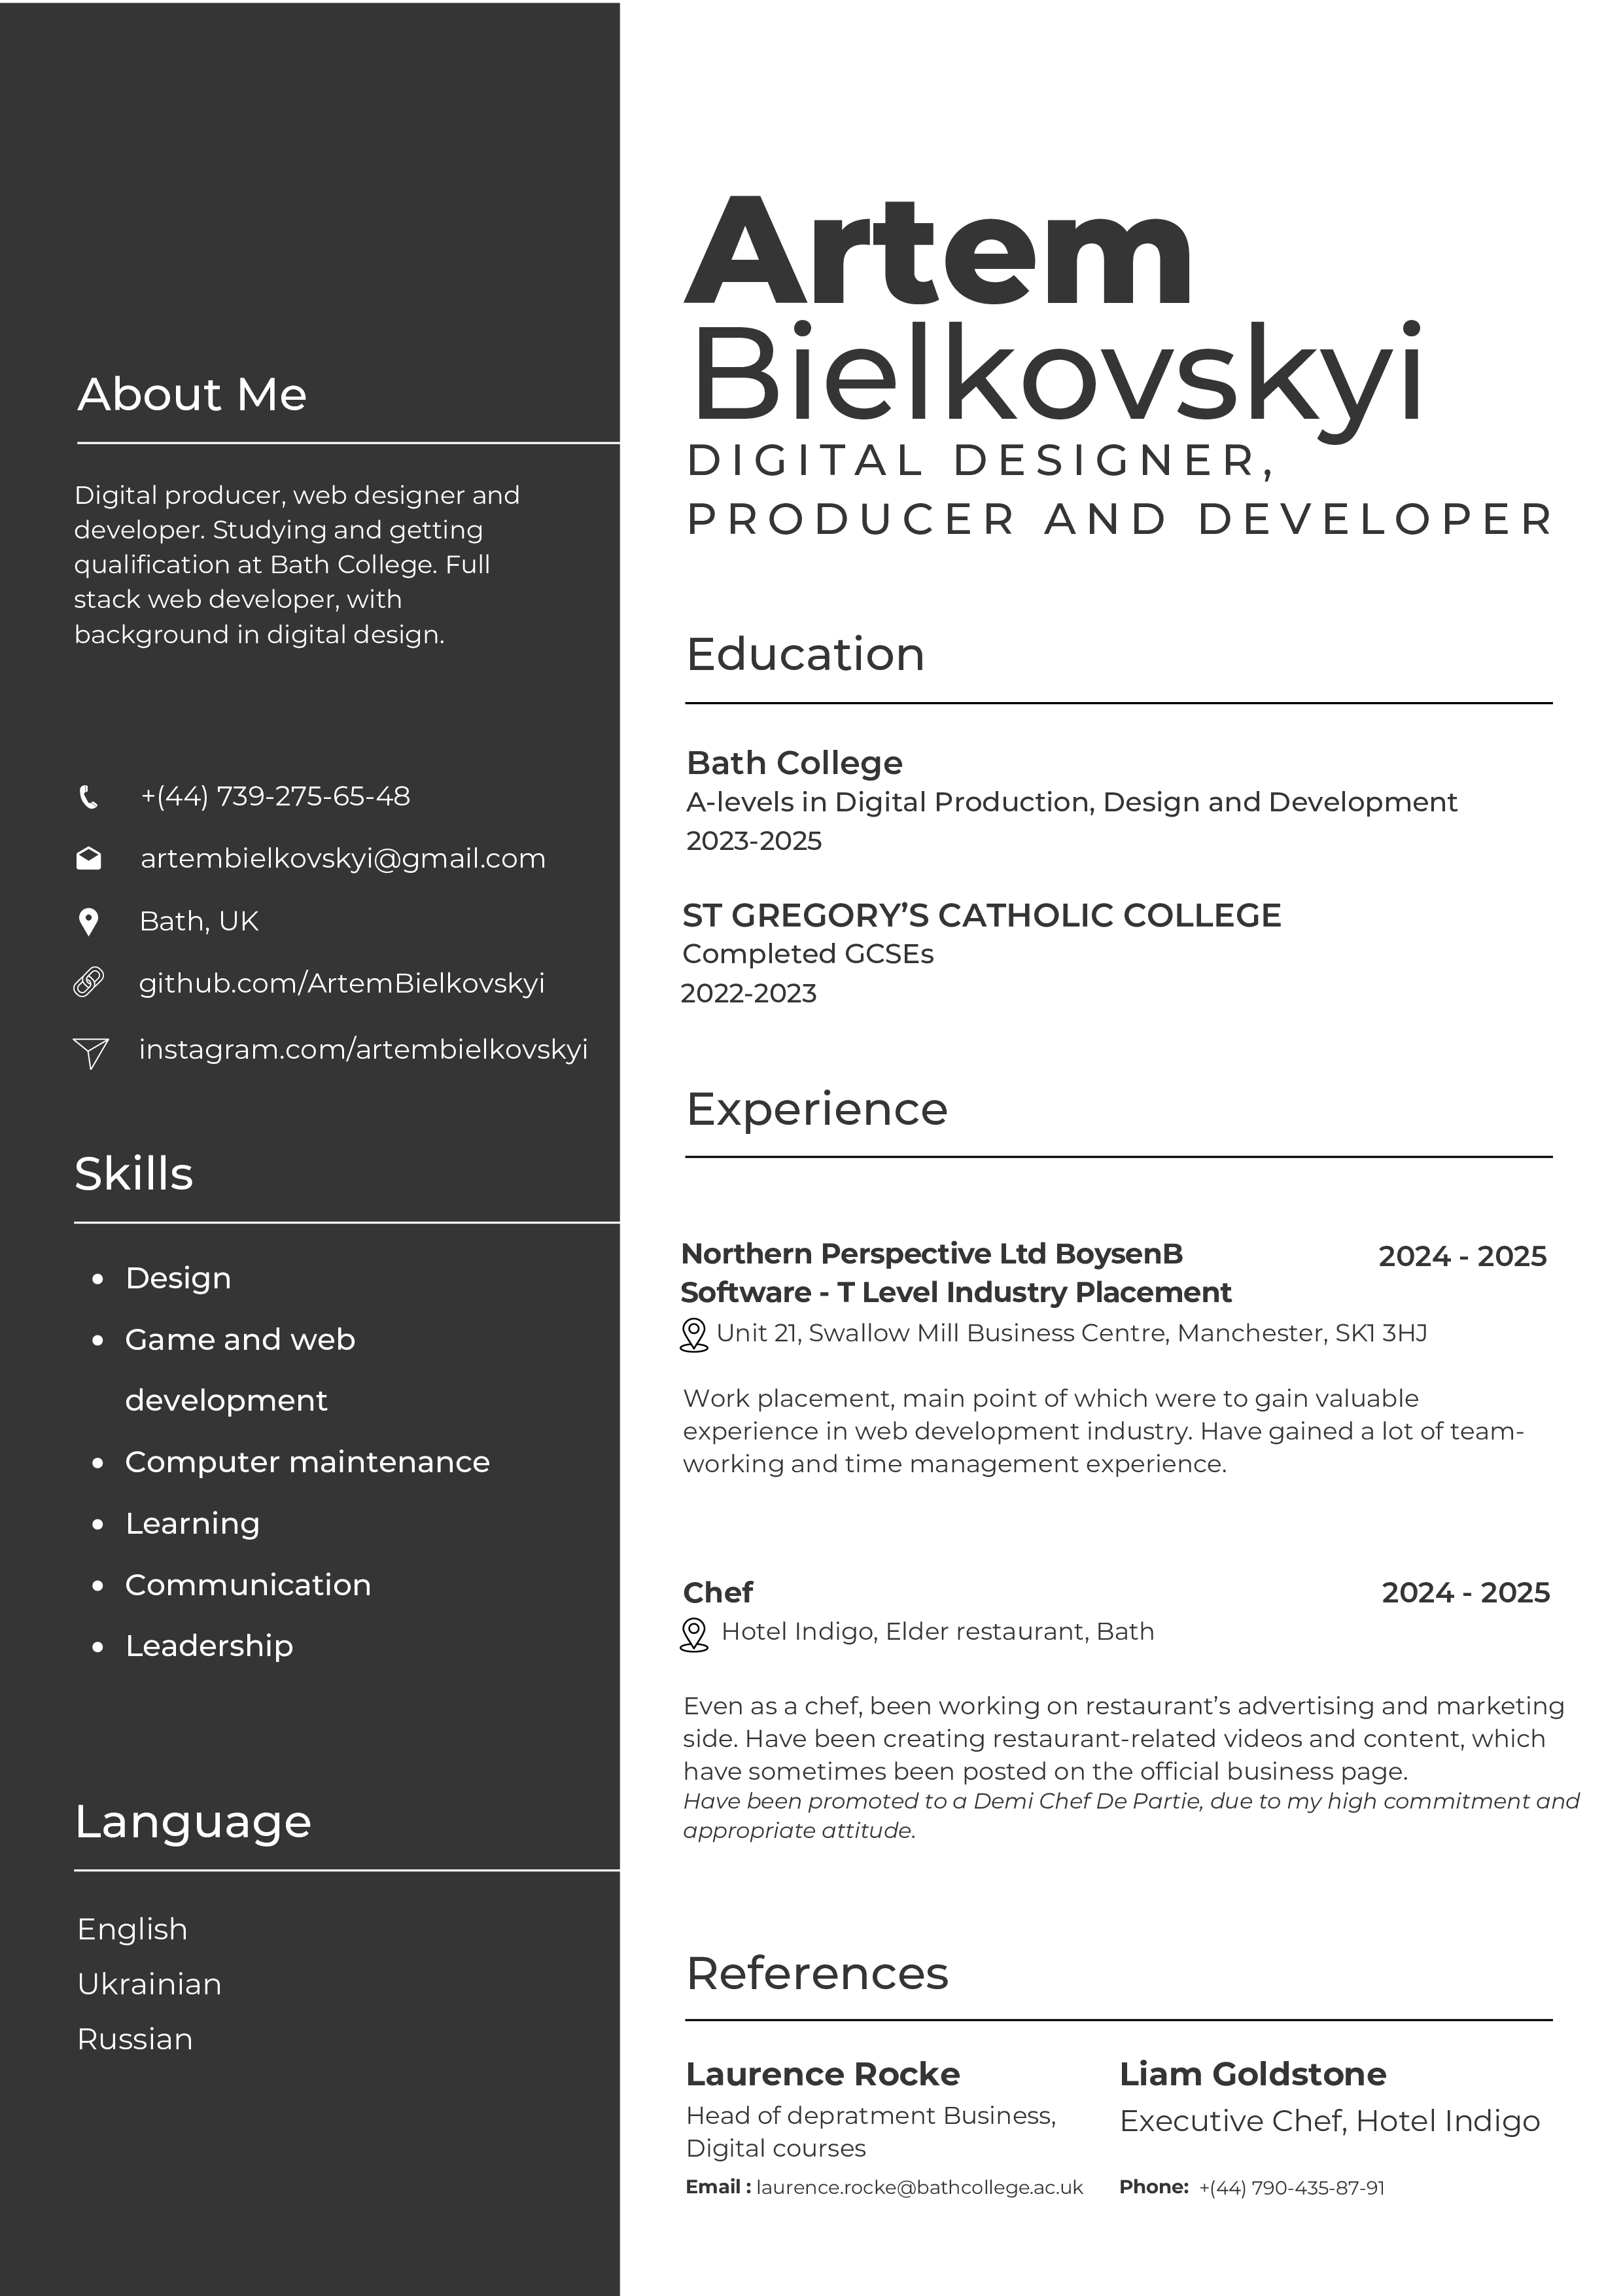 About Me
Digital producer, web designer and
developer. Studying and getting
qualification at Bath College. Full
stack web developer, with
background in digital design.
+(44) 739-275-65-48
artembielkovskyi@gmail.com
Bath, UK
github.com/ArtemBielkovskyi
instagram.com/artembielkovskyi
Skills
• Design
• Game and web
development
• Computer maintenance
• Learning
• Communication
• Leadership
Language
English
Ukrainian
Russian
Artem
Bielkovskyi
DIGITAL DESIGNER,
PRODUCER AND DEVELOPER
Education
Bath College
A-levels in Digital Production, Design and Development
2023-2025
ST GREGORY’S CATHOLIC COLLEGE
Completed GCSEs
2022-2023
Experience
Northern Perspective Ltd BoysenB 2024 - 2025
Software - T Level Industry Placement
Unit 21, Swallow Mill Business Centre, Manchester, SK1 3HJ
Work placement, main point of which were to gain valuable
experience in web development industry. Have gained a lot of team-
working and time management experience.
Chef 2024 - 2025
Hotel Indigo, Elder restaurant, Bath
Even as a chef, been working on restaurant’s advertising and marketing
side. Have been creating restaurant-related videos and content, which
have sometimes been posted on the official business page.
Have been promoted to a Demi Chef De Partie, due to my high commitment and
appropriate attitude.
References
Laurence Rocke
Head of depratment Business,
Digital courses
Email : laurence.rocke@bathcollege.ac.uk
Liam Goldstone
Executive Chef, Hotel Indigo
Phone: +(44) 790-435-87-91